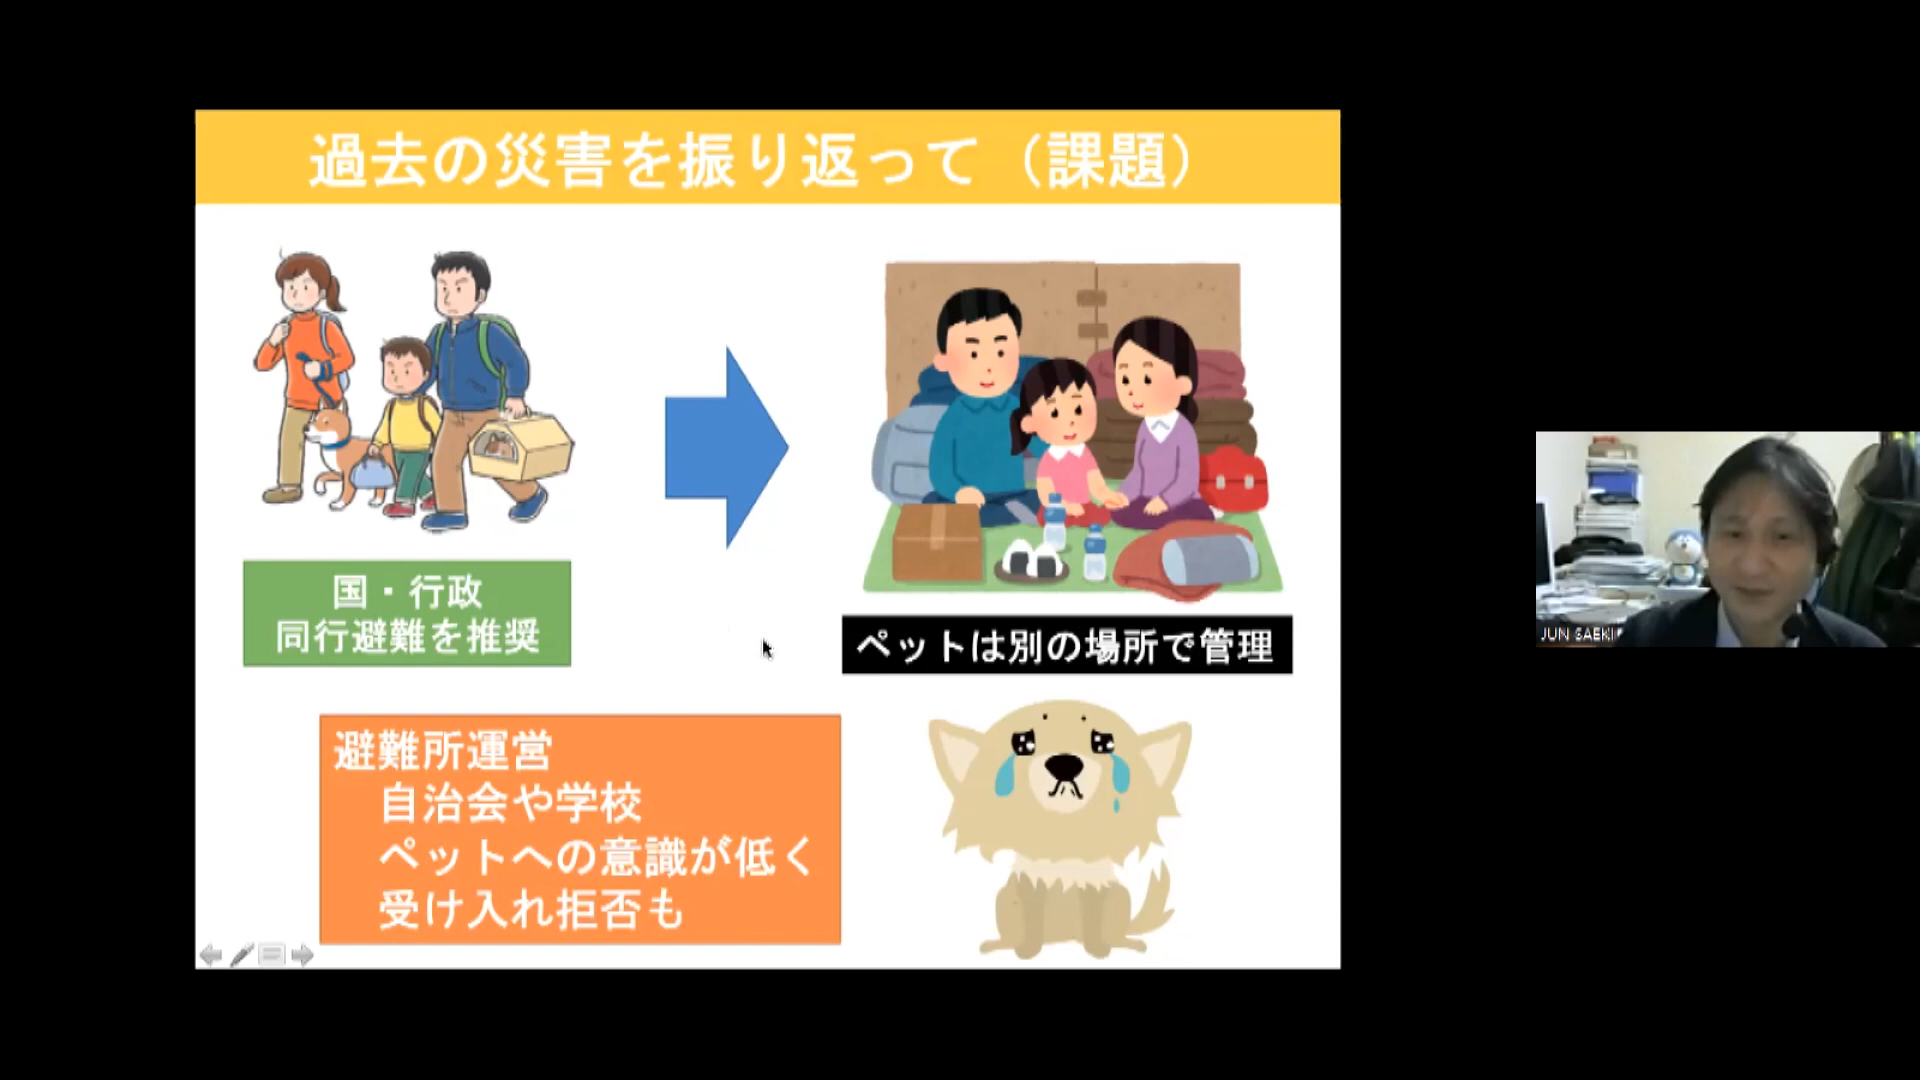 過去の災害を振り返って（課題）
国・行政
同行避難を推奨
ペットは別の場所で管理
避難所運営
自治会や学校
ペットへの意識が低く
受け入れ拒否も
JUN SAEKI